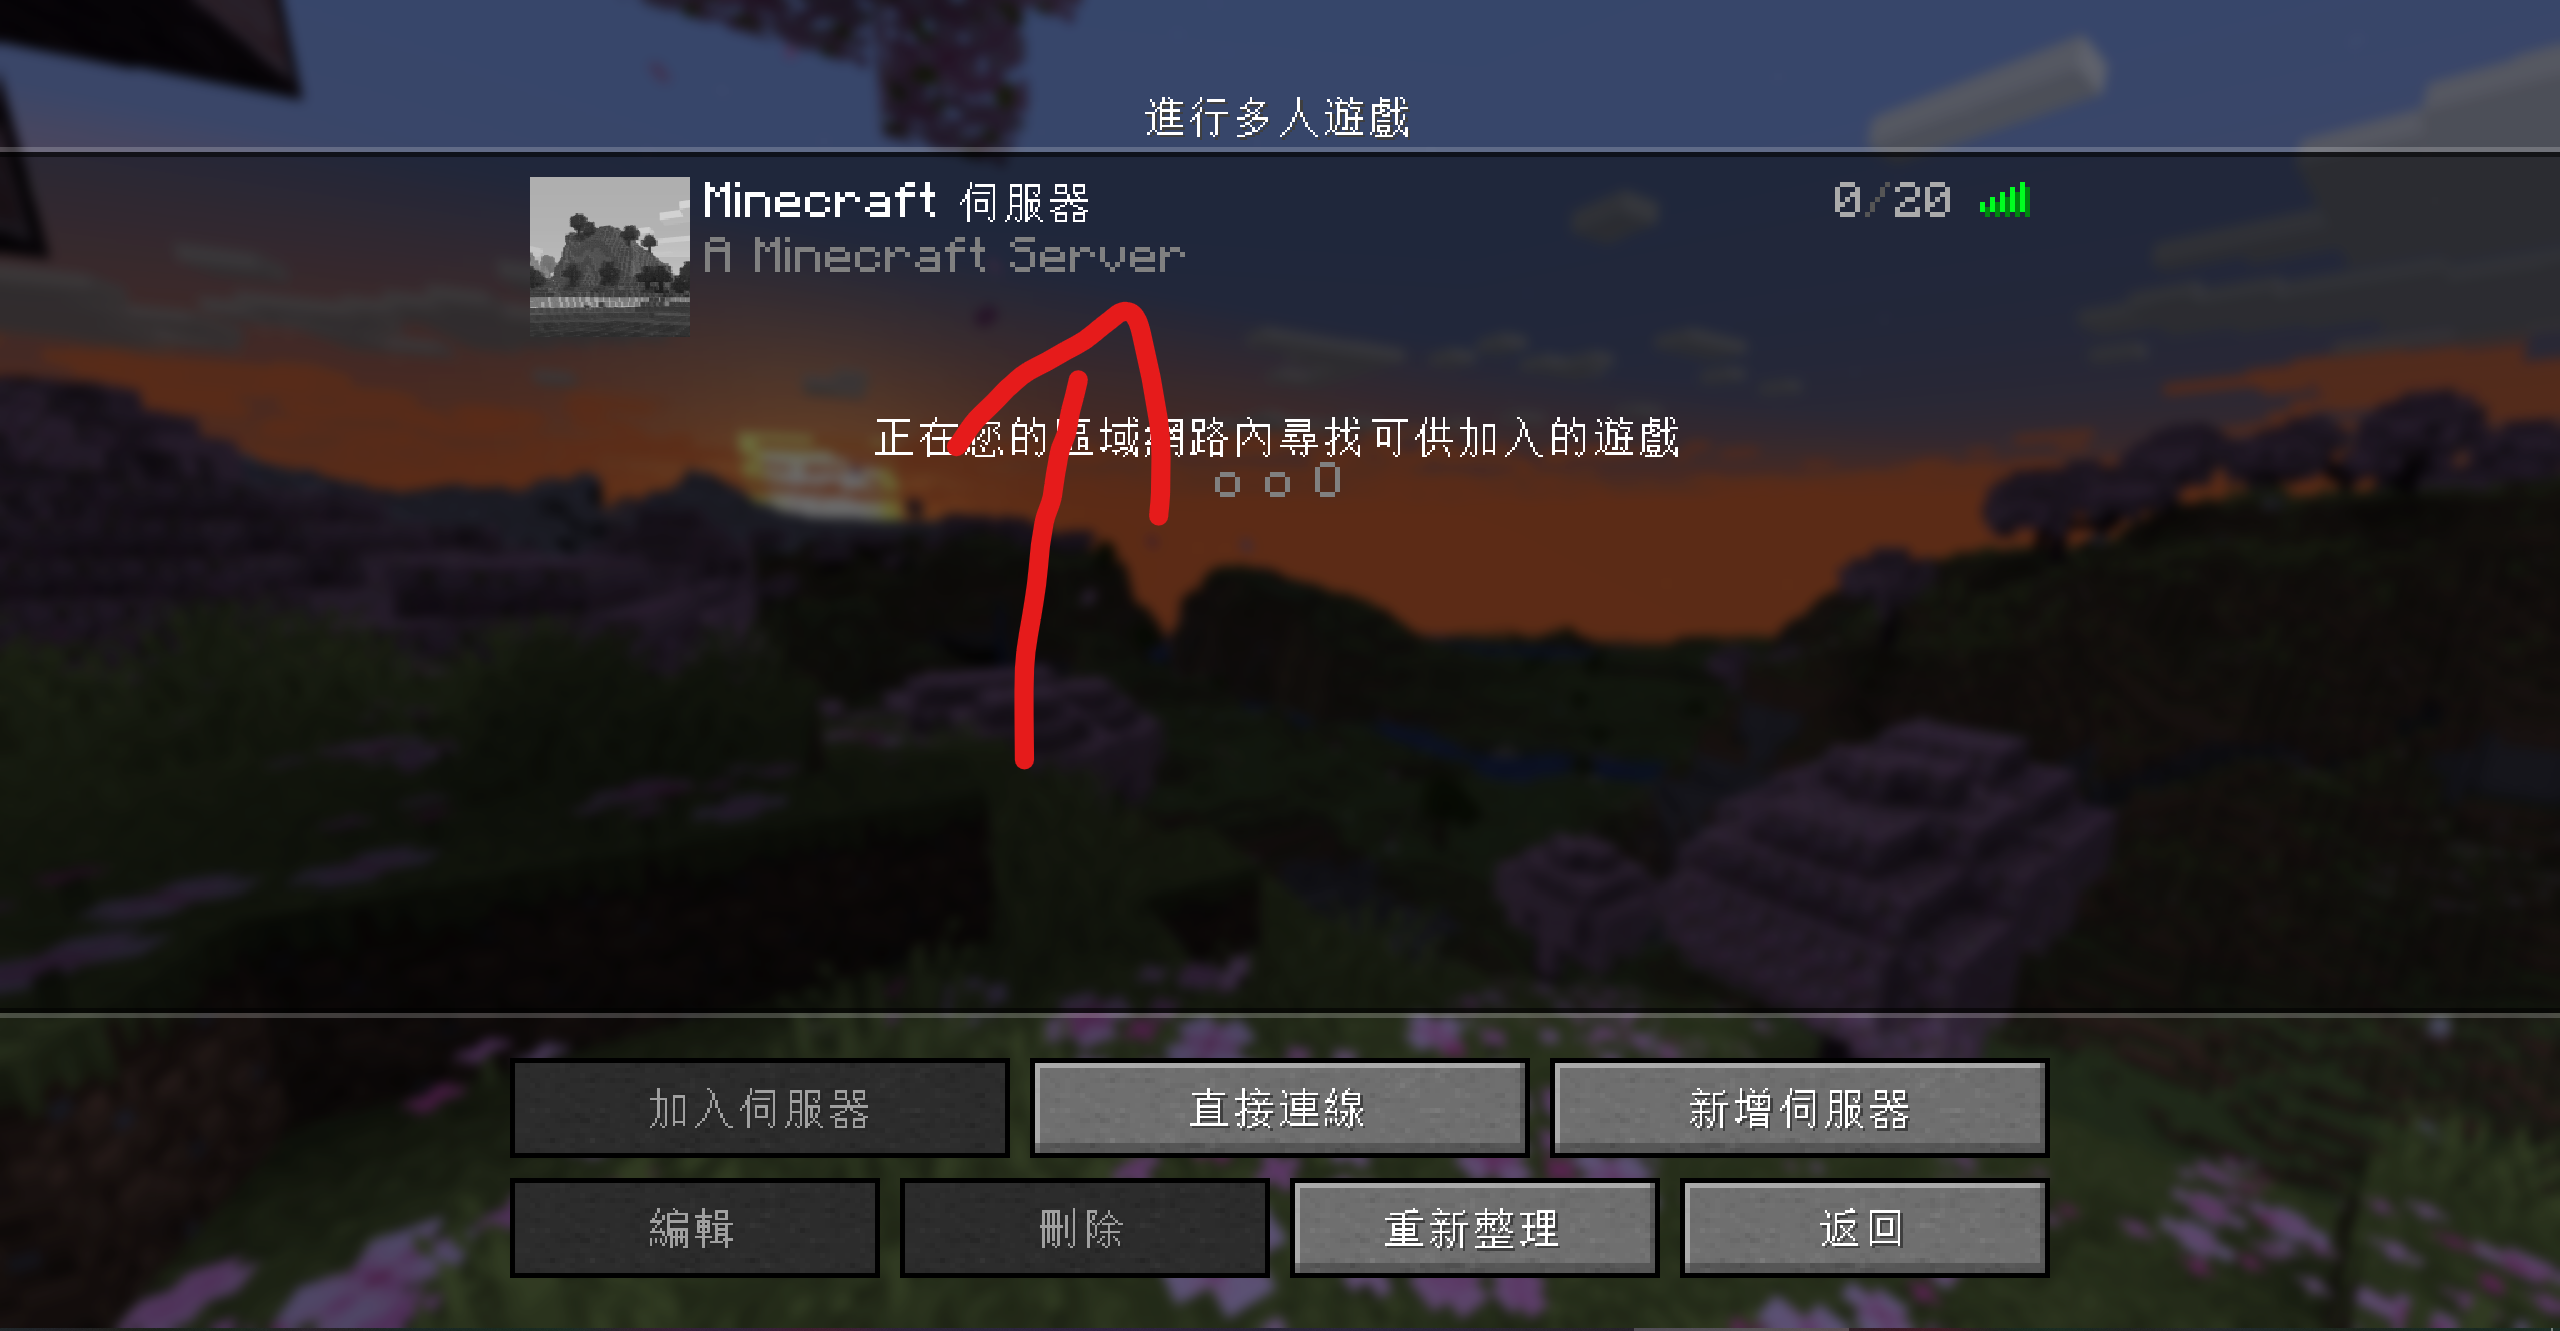 進行多人遊戲
Minecraft 伺服器
0/20
A Minecraft Server
正在您的區域網路內尋找可供加入的遊戲
o o O
加入伺服器
直接連線
新增伺服器
編輯
刪除
重新整理
返回